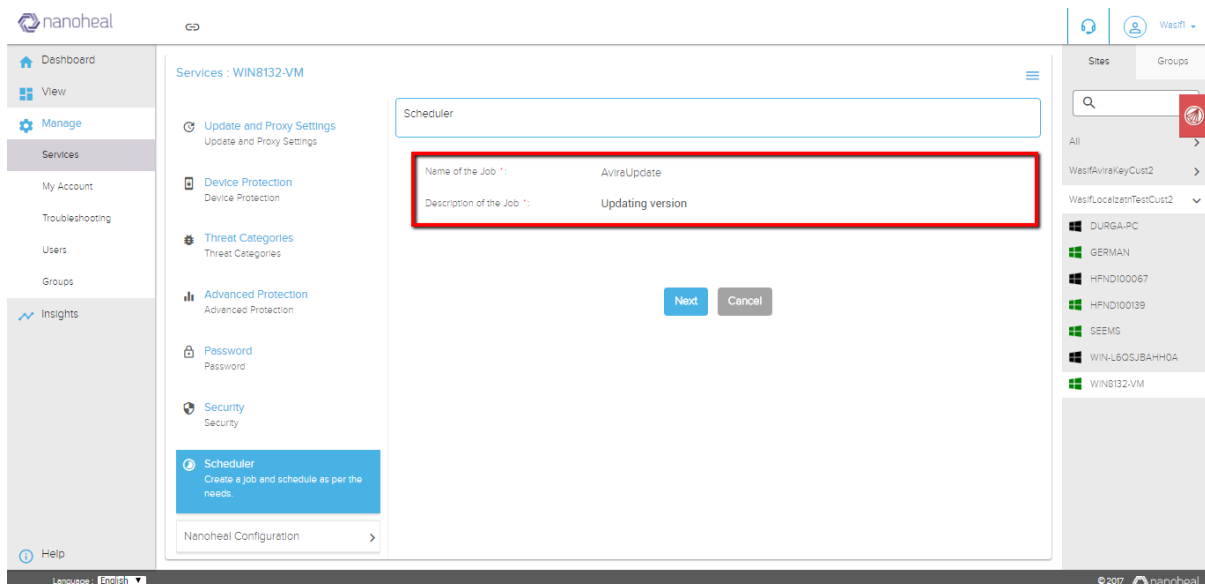 nanoheal
Wasif1
Dashboard
View
Manage
Services
My Account
Troubleshooting
Users
Groups
Insights
Help
Services : WIN8132-VM
Update and Proxy Settings
Update and Proxy Settings
Device Protection
Device Protection
Threat Categories
Threat Categories
Advanced Protection
Advanced Protection
Password
Password
Security
Security
Scheduler
Create a job and schedule as per the
needs.
Nanoheal Configuration
Scheduler
Name of the Job *: AviraUpdate
Description of the Job *: Updating version
Next Cancel
Sites Groups
All
WasifAviraKeyCust2
WasifLocalzatnTestCust2
DURGA-PC
GERMAN
HFND100067
HFND100139
SEEMS
WIN-L6QSJBAHH0A
WIN8132-VM
Language : English
©2017 nanoheal